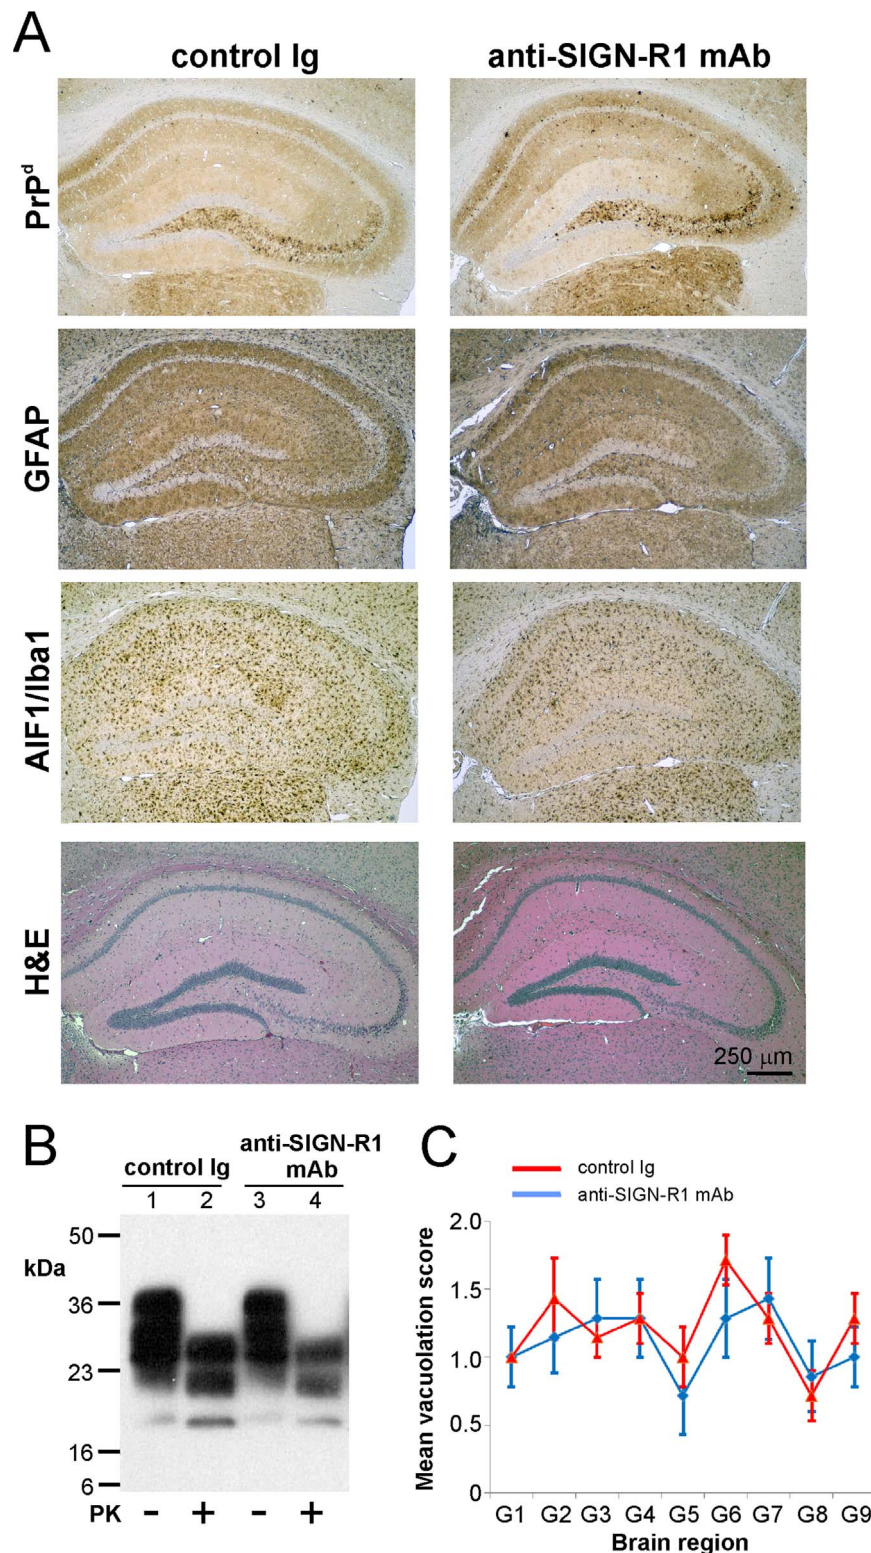 A
control Ig
anti-SIGN-R1 mAb
PrPᵈ
GFAP
AIF1/Iba1
H&E
250 μm
B
control Ig
anti-SIGN-R1
mAb
1 2 3 4
50
kDa
36
23
16
6
PK − + − +
C
control Ig
anti-SIGN-R1 mAb
Mean vacuolation score
2.0
1.5
1.0
0.5
0
G1 G2 G3 G4 G5 G6 G7 G8 G9
Brain region